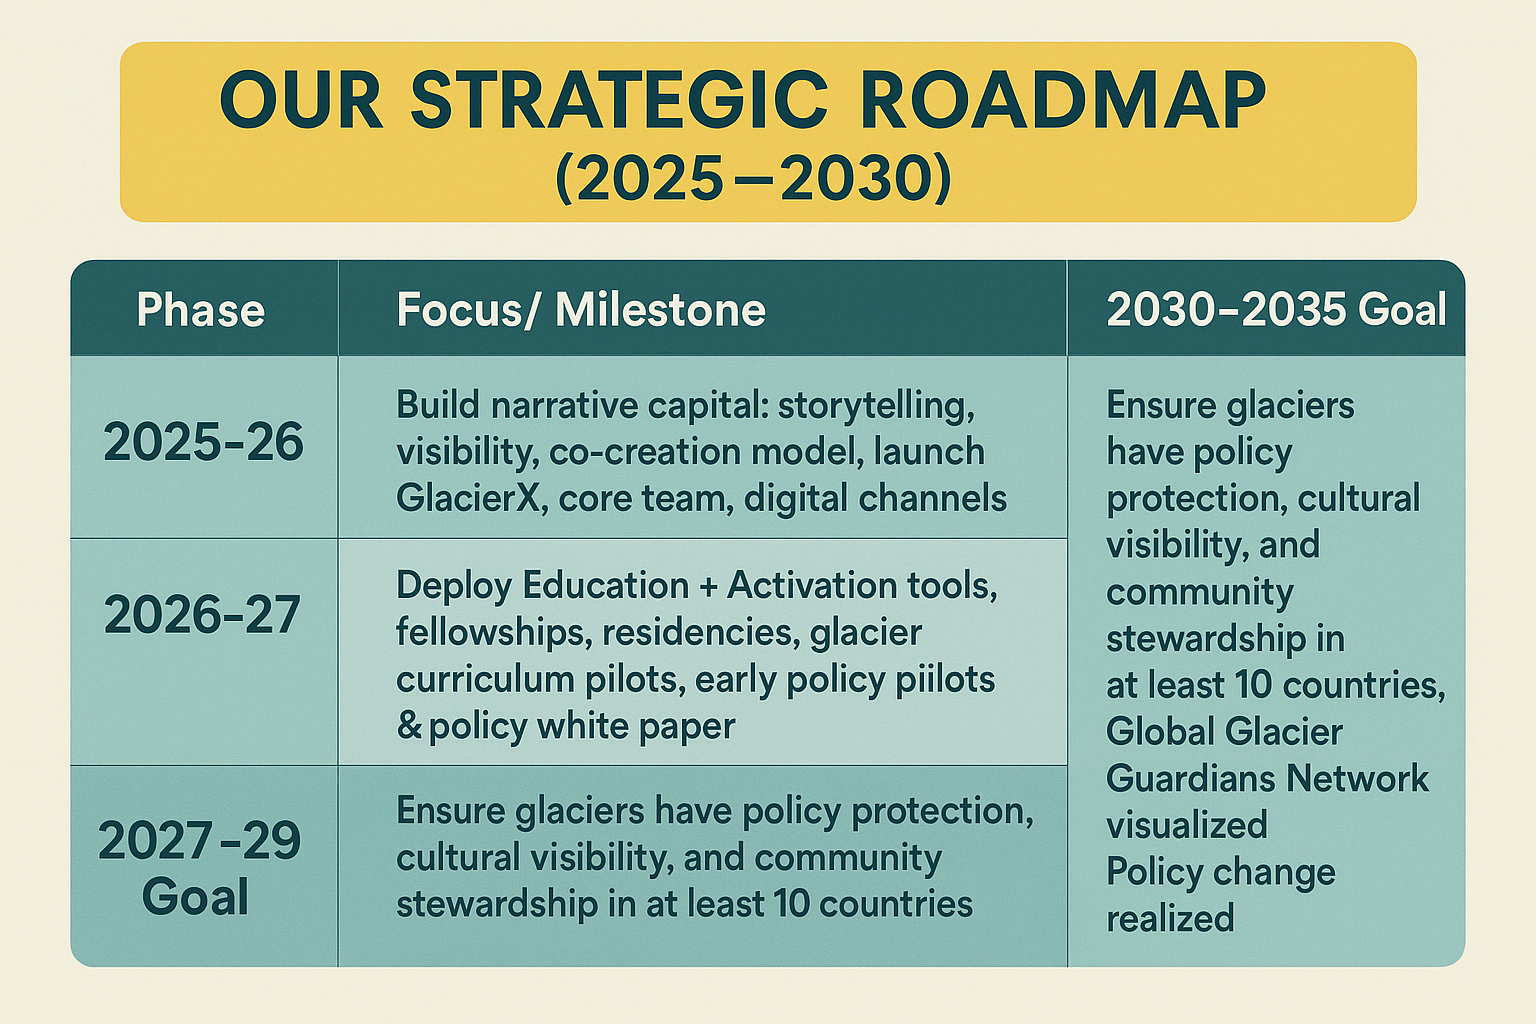 OUR STRATEGIC ROADMAP
(2025–2030)
Phase
Focus/ Milestone
2030–2035 Goal
2025–26
Build narrative capital: storytelling,
visibility, co-creation model, launch
GlacierX, core team, digital channels
2026–27
Deploy Education + Activation tools,
fellowships, residencies, glacier
curriculum pilots, early policy piilots
& policy white paper
2027–29
Goal
Ensure glaciers have policy protection,
cultural visibility, and community
stewardship in at least 10 countries
Ensure glaciers
have policy
protection, cultural
visibility, and
community
stewardship in
at least 10 countries,
Global Glacier
Guardians Network
visualized
Policy change
realized